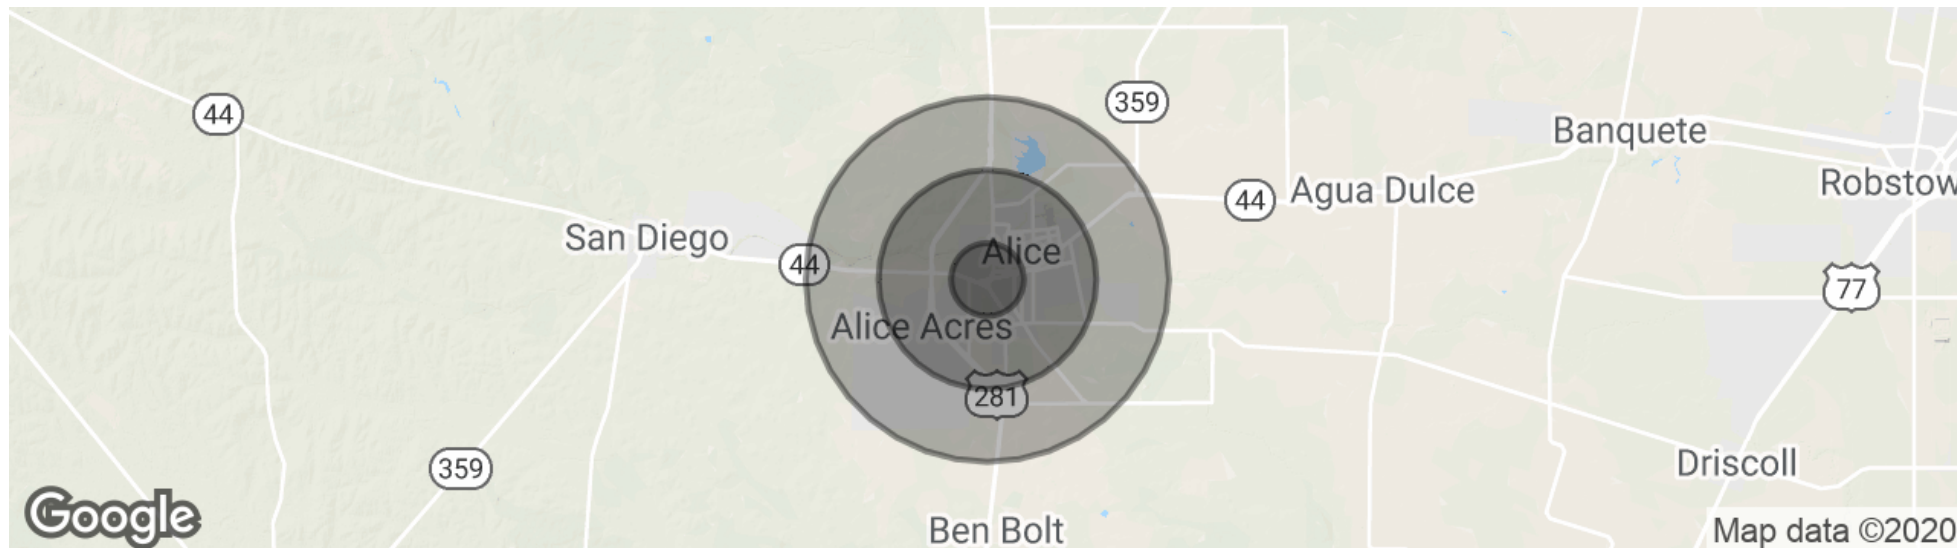 359
44
Banquete
Robstow
Agua Dulce
44
San Diego
Alice
44
77
Alice Acres
281
359
Driscoll
Google
Ben Bolt
Map data ©2020